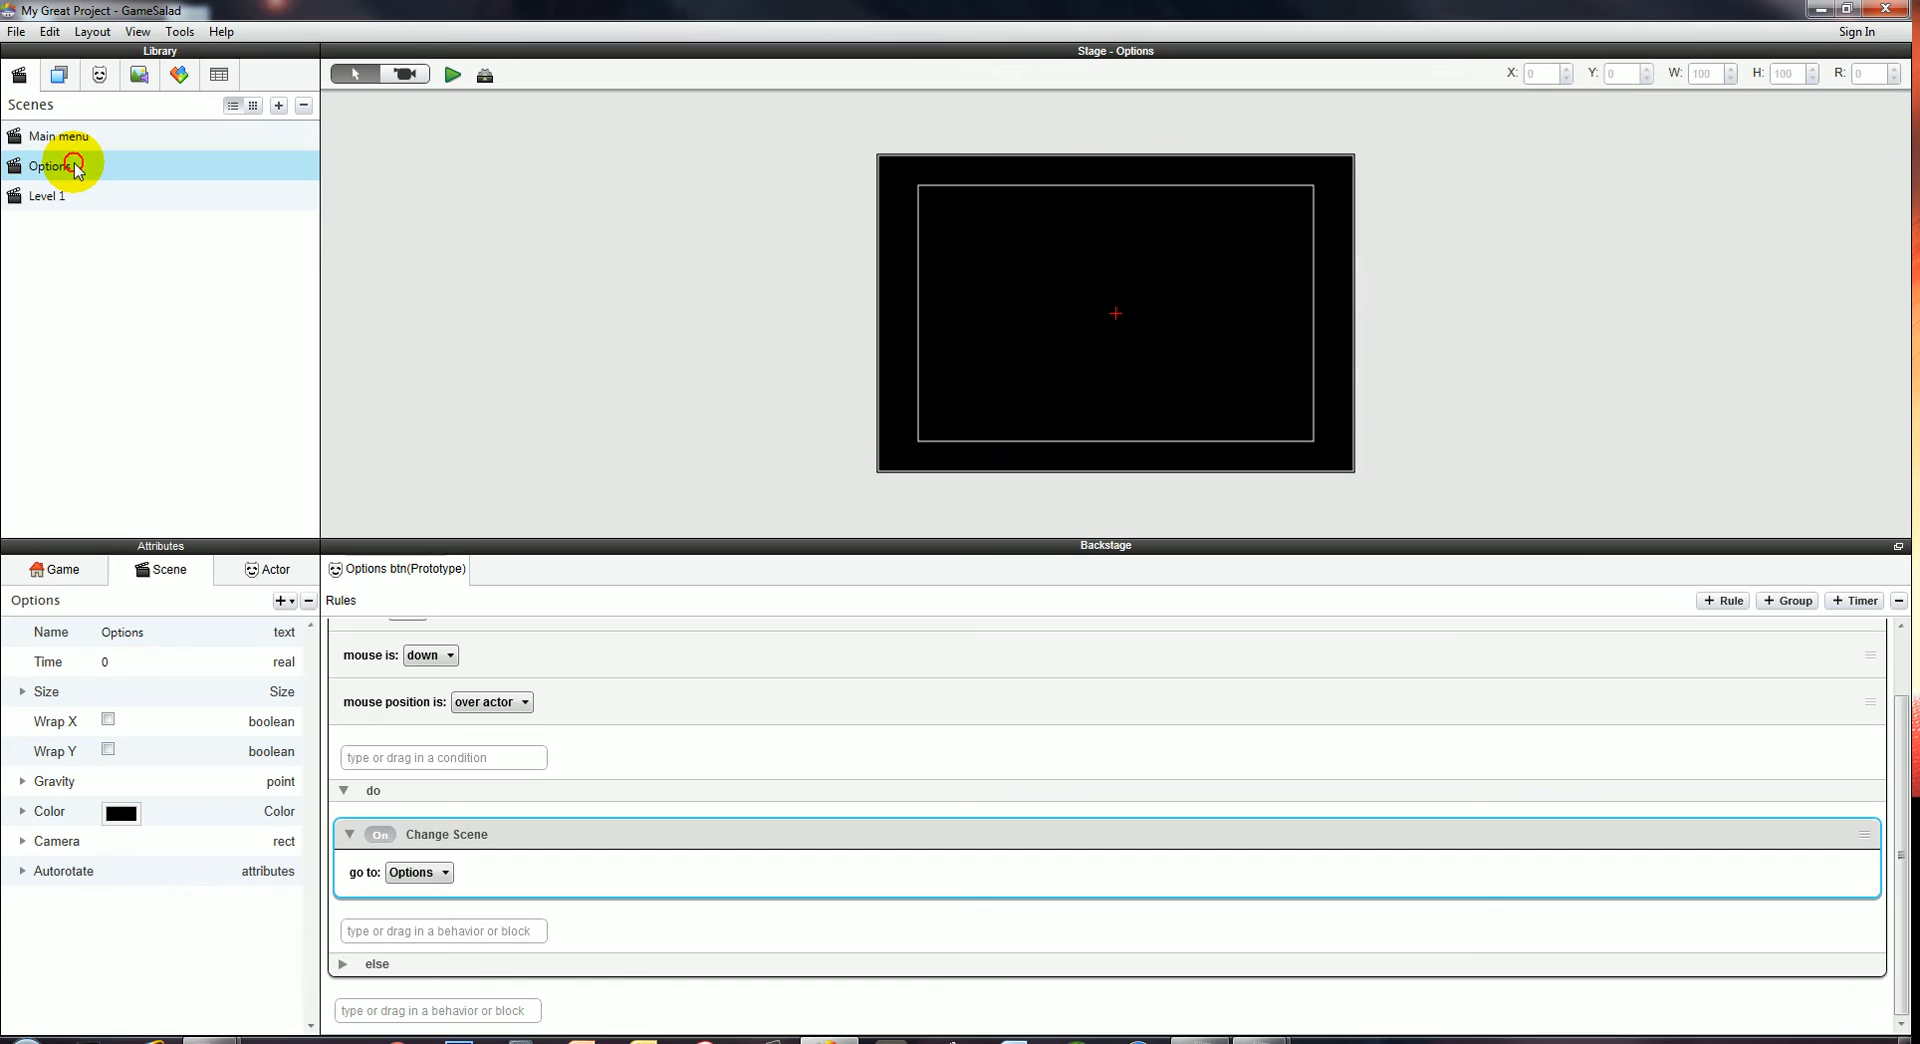 My Great Project - GameSalad
File Edit Layout View Tools Help
Sign In
Library
Stage - Options
X: 0 Y: 0 W: 100 H: 100 R: 0
Scenes
Main menu
Options
Level 1
Attributes
Backstage
Game Scene Actor
Options btn(Prototype)
Options
Rules
Rule Group Timer
Name Options text
Time 0 real
Size Size
Wrap X boolean
Wrap Y boolean
Gravity point
Color Color
Camera rect
Autorotate attributes
mouse is: down
mouse position is: over actor
type or drag in a condition
do
On Change Scene
go to: Options
type or drag in a behavior or block
else
type or drag in a behavior or block